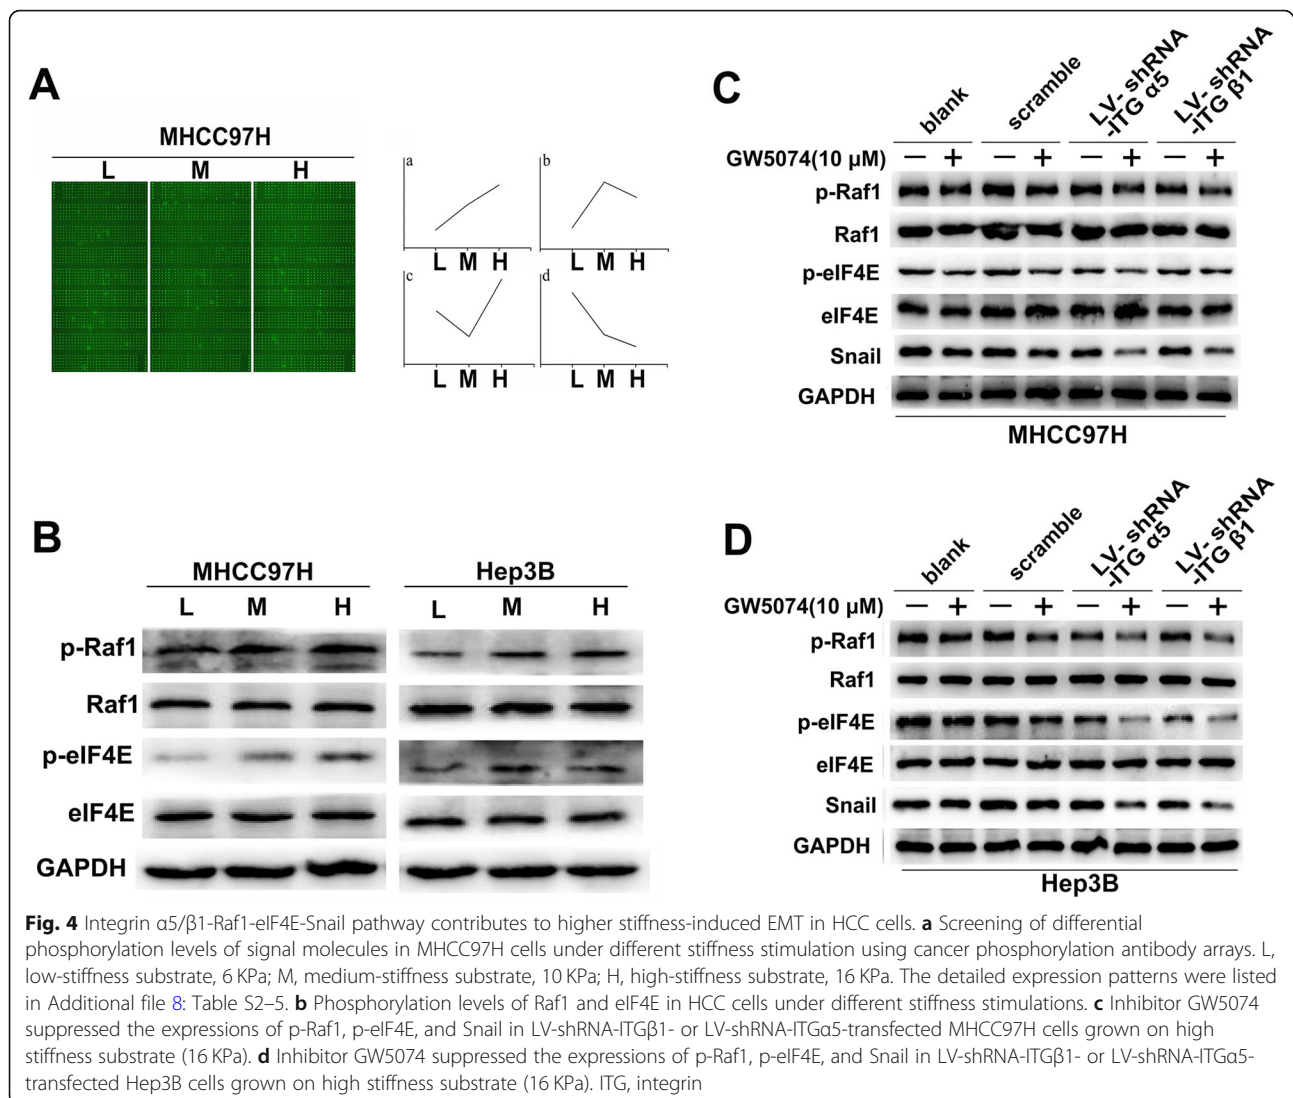 A
MHCC97H
L M H
a
L M H
b
L M H
c
L M H
d
L M H
B
MHCC97H
L M H
Hep3B
L M H
p-Raf1
Raf1
p-eIF4E
eIF4E
GAPDH
C
blank
scramble
LV- shRNA
-ITG α5
LV- shRNA
-ITG β1
GW5074(10 μM) — + — + — + — +
p-Raf1
Raf1
p-eIF4E
eIF4E
Snail
GAPDH
MHCC97H
D
blank
scramble
LV- shRNA
-ITG α5
LV- shRNA
-ITG β1
GW5074(10 μM) — + — + — + — +
p-Raf1
Raf1
p-eIF4E
eIF4E
Snail
GAPDH
Hep3B
Fig. 4 Integrin α5/β1-Raf1-eIF4E-Snail pathway contributes to higher stiffness-induced EMT in HCC cells. a Screening of differential
phosphorylation levels of signal molecules in MHCC97H cells under different stiffness stimulation using cancer phosphorylation antibody arrays. L,
low-stiffness substrate, 6 KPa; M, medium-stiffness substrate, 10 KPa; H, high-stiffness substrate, 16 KPa. The detailed expression patterns were listed
in Additional file 8: Table S2–5. b Phosphorylation levels of Raf1 and eIF4E in HCC cells under different stiffness stimulations. c Inhibitor GW5074
suppressed the expressions of p-Raf1, p-eIF4E, and Snail in LV-shRNA-ITGβ1- or LV-shRNA-ITGα5-transfected MHCC97H cells grown on high
stiffness substrate (16 KPa). d Inhibitor GW5074 suppressed the expressions of p-Raf1, p-eIF4E, and Snail in LV-shRNA-ITGβ1- or LV-shRNA-ITGα5-
transfected Hep3B cells grown on high stiffness substrate (16 KPa). ITG, integrin